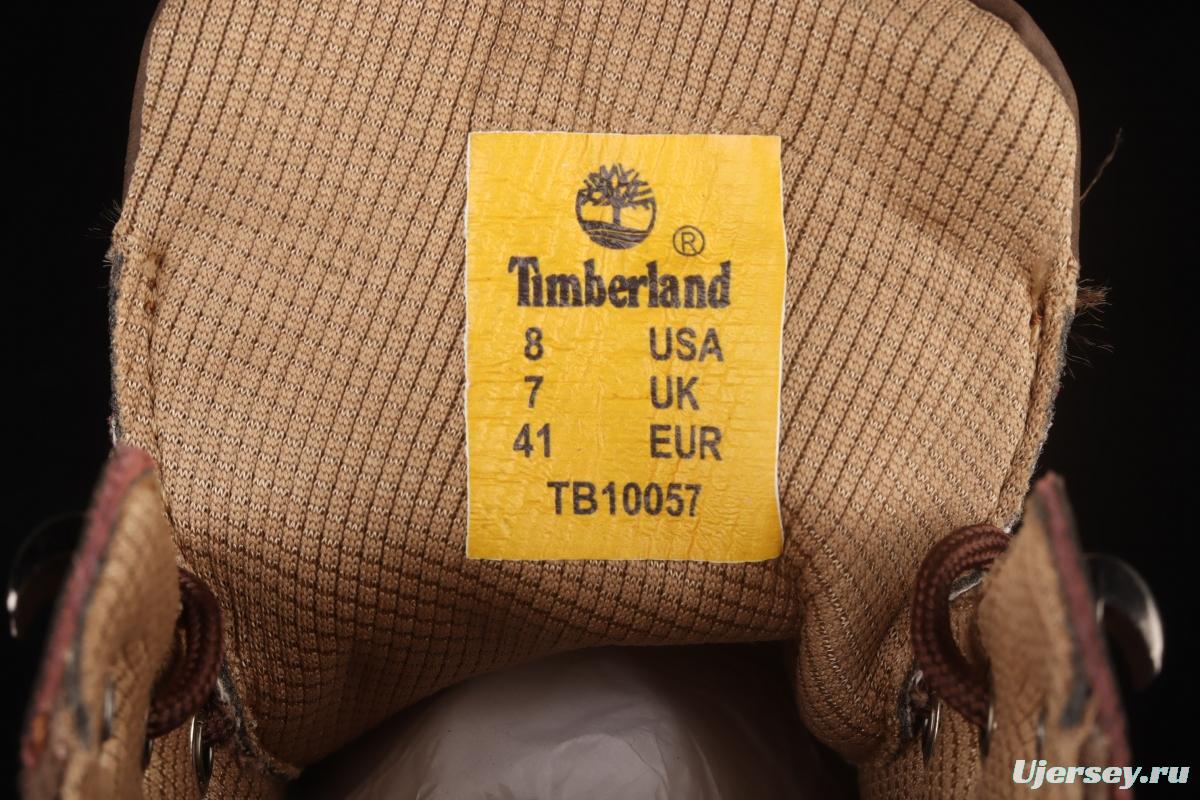 ®
Timberland
8 USA
7 UK
41 EUR
TB10057
Ujersey.ru